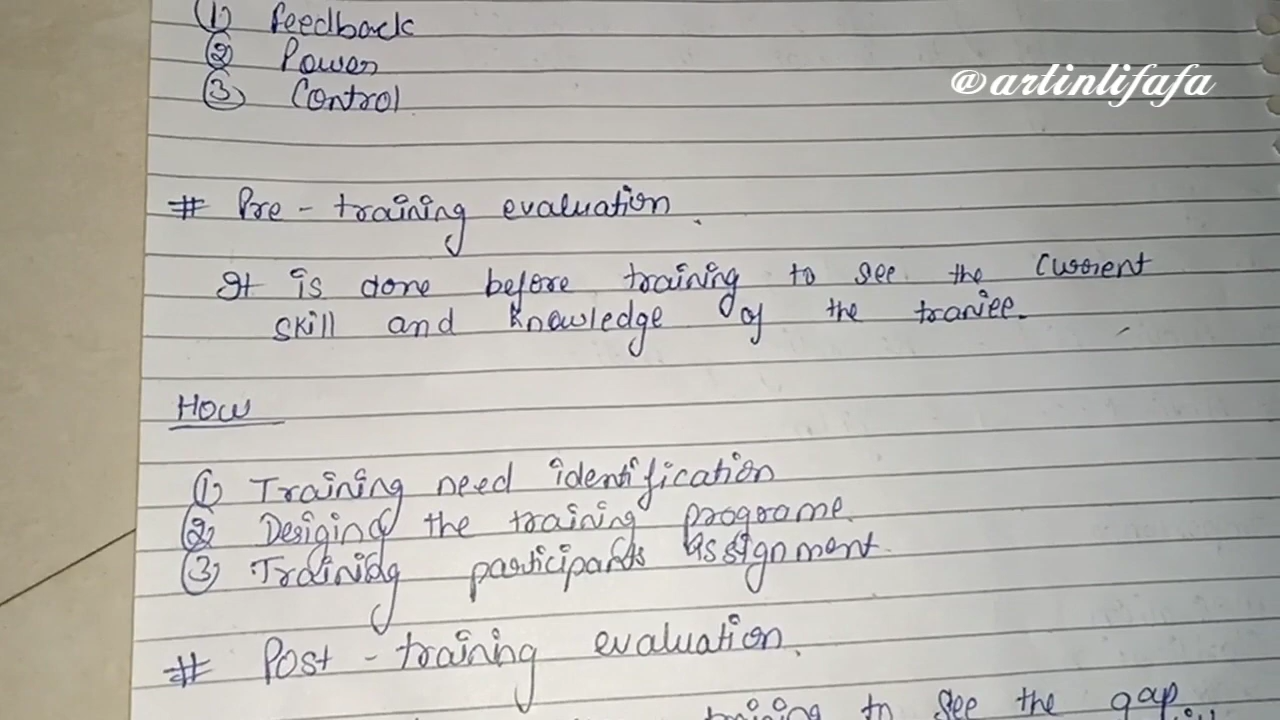 ① Feedback
② Power
③ Control
@artinlifafa
# Pre-training evaluation.
It is done before training to see the current
skill and knowledge of the traniee.
How
① Training need identification
② Desiging the training programe.
③ Training participants assignment.
# Post-training evaluation.
training to see the gap